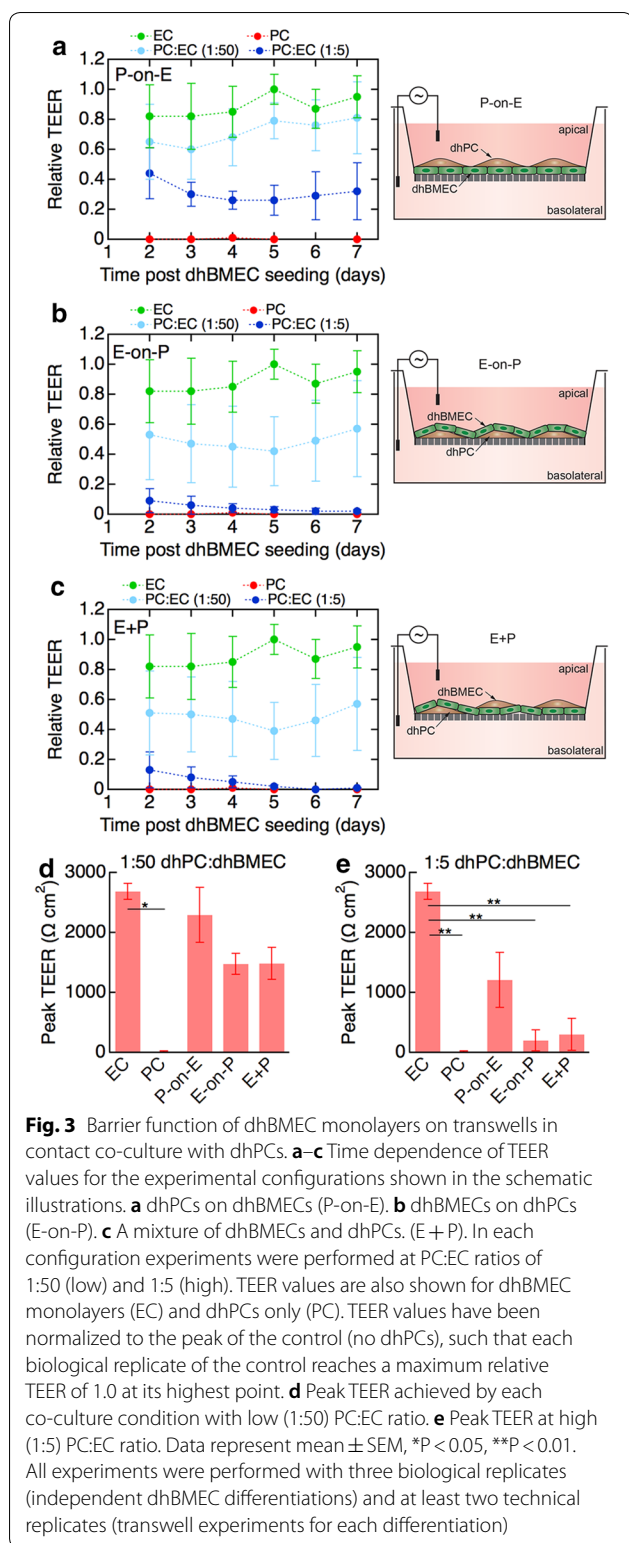 a
EC PC
PC:EC (1:50) PC:EC (1:5)
P-on-E
Relative TEER
1.2
1.0
0.8
0.6
0.4
0.2
0
1 2 3 4 5 6 7
Time post dhBMEC seeding (days)
~
P-on-E
apical
dhPC
dhBMEC
basolateral
b
EC PC
PC:EC (1:50) PC:EC (1:5)
E-on-P
Relative TEER
1.2
1.0
0.8
0.6
0.4
0.2
0
1 2 3 4 5 6 7
Time post dhBMEC seeding (days)
~
E-on-P
apical
dhBMEC
dhPC
basolateral
c
EC PC
PC:EC (1:50) PC:EC (1:5)
E+P
Relative TEER
1.2
1.0
0.8
0.6
0.4
0.2
0
1 2 3 4 5 6 7
Time post dhBMEC seeding (days)
~
E+P
apical
dhBMEC
dhPC
basolateral
d 1:50 dhPC:dhBMEC
Peak TEER (Ω cm²)
3000
2000
1000
0
*
EC PC P-on-E E-on-P E+P
e 1:5 dhPC:dhBMEC
Peak TEER (Ω cm²)
3000
2000
1000
0
**
**
**
EC PC P-on-E E-on-P E+P
Fig. 3 Barrier function of dhBMEC monolayers on transwells in
contact co-culture with dhPCs. a–c Time dependence of TEER
values for the experimental configurations shown in the schematic
illustrations. a dhPCs on dhBMECs (P-on-E). b dhBMECs on dhPCs
(E-on-P). c A mixture of dhBMECs and dhPCs. (E + P). In each
configuration experiments were performed at PC:EC ratios of
1:50 (low) and 1:5 (high). TEER values are also shown for dhBMEC
monolayers (EC) and dhPCs only (PC). TEER values have been
normalized to the peak of the control (no dhPCs), such that each
biological replicate of the control reaches a maximum relative
TEER of 1.0 at its highest point. d Peak TEER achieved by each
co-culture condition with low (1:50) PC:EC ratio. e Peak TEER at high
(1:5) PC:EC ratio. Data represent mean ± SEM, *P < 0.05, **P < 0.01.
All experiments were performed with three biological replicates
(independent dhBMEC differentiations) and at least two technical
replicates (transwell experiments for each differentiation)